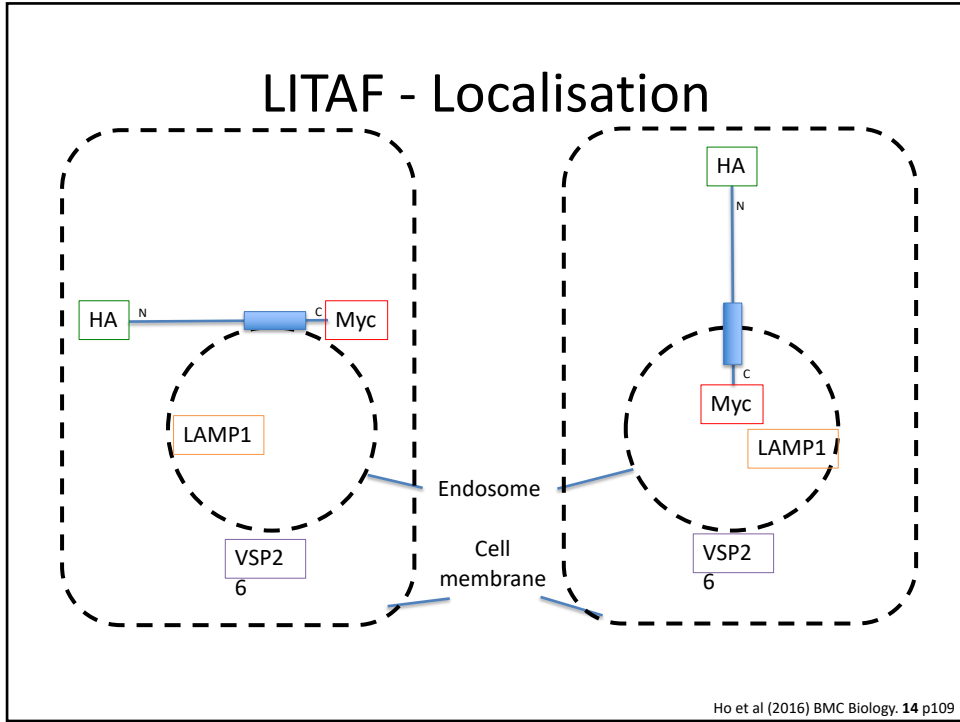 LITAF - Localisation
HA
N
C
Myc
LAMP1
VSP2
6
HA
N
C
Myc
LAMP1
VSP2
6
Endosome
Cell
membrane
Ho et al (2016) BMC Biology. 14 p109